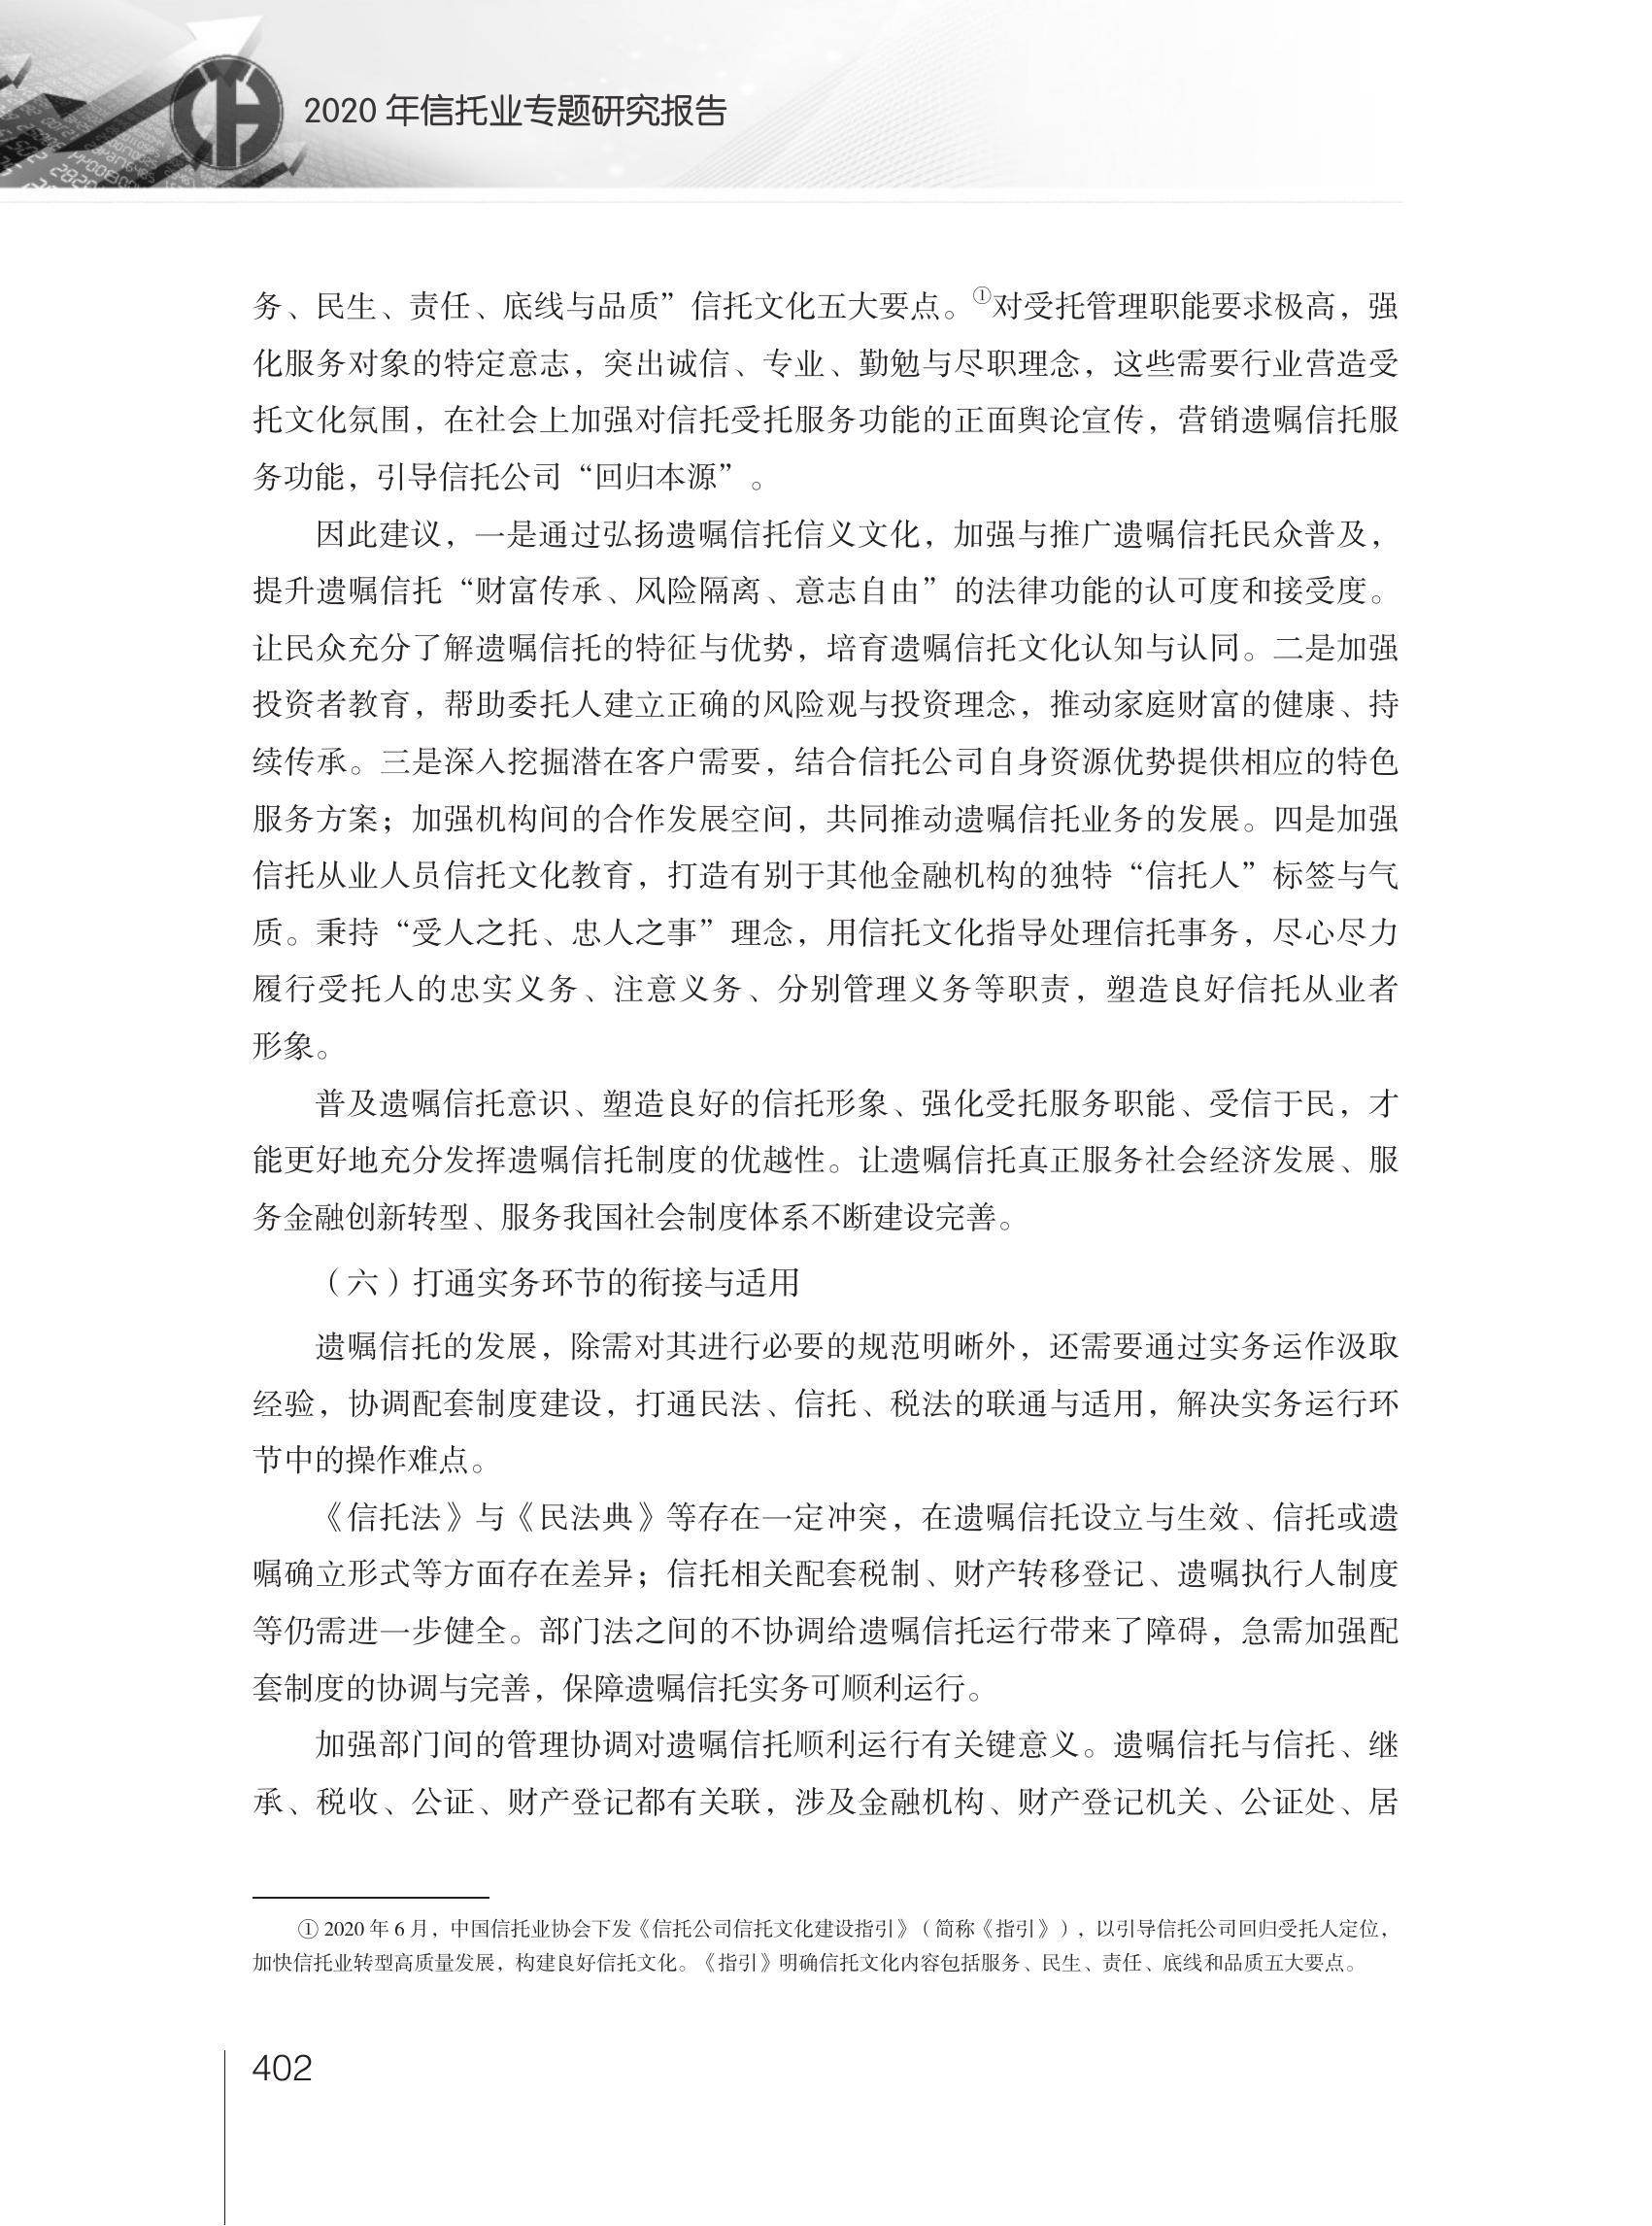 2020 年信托业专题研究报告
务、民生、责任、底线与品质”信托文化五大要点。①对受托管理职能要求极高，强
化服务对象的特定意志，突出诚信、专业、勤勉与尽职理念，这些需要行业营造受
托文化氛围，在社会上加强对信托受托服务功能的正面舆论宣传，营销遗嘱信托服
务功能，引导信托公司“回归本源”。
因此建议，一是通过弘扬遗嘱信托信义文化，加强与推广遗嘱信托民众普及，
提升遗嘱信托“财富传承、风险隔离、意志自由”的法律功能的认可度和接受度。
让民众充分了解遗嘱信托的特征与优势，培育遗嘱信托文化认知与认同。二是加强
投资者教育，帮助委托人建立正确的风险观与投资理念，推动家庭财富的健康、持
续传承。三是深入挖掘潜在客户需要，结合信托公司自身资源优势提供相应的特色
服务方案；加强机构间的合作发展空间，共同推动遗嘱信托业务的发展。四是加强
信托从业人员信托文化教育，打造有别于其他金融机构的独特“信托人”标签与气
质。秉持“受人之托、忠人之事”理念，用信托文化指导处理信托事务，尽心尽力
履行受托人的忠实义务、注意义务、分别管理义务等职责，塑造良好信托从业者
形象。
普及遗嘱信托意识、塑造良好的信托形象、强化受托服务职能、受信于民，才
能更好地充分发挥遗嘱信托制度的优越性。让遗嘱信托真正服务社会经济发展、服
务金融创新转型、服务我国社会制度体系不断建设完善。
（六）打通实务环节的衔接与适用
遗嘱信托的发展，除需对其进行必要的规范明晰外，还需要通过实务运作汲取
经验，协调配套制度建设，打通民法、信托、税法的联通与适用，解决实务运行环
节中的操作难点。
《信托法》与《民法典》等存在一定冲突，在遗嘱信托设立与生效、信托或遗
嘱确立形式等方面存在差异；信托相关配套税制、财产转移登记、遗嘱执行人制度
等仍需进一步健全。部门法之间的不协调给遗嘱信托运行带来了障碍，急需加强配
套制度的协调与完善，保障遗嘱信托实务可顺利运行。
加强部门间的管理协调对遗嘱信托顺利运行有关键意义。遗嘱信托与信托、继
承、税收、公证、财产登记都有关联，涉及金融机构、财产登记机关、公证处、居
① 2020 年 6 月，中国信托业协会下发《信托公司信托文化建设指引》（简称《指引》），以引导信托公司回归受托人定位，
加快信托业转型高质量发展，构建良好信托文化。《指引》明确信托文化内容包括服务、民生、责任、底线和品质五大要点。
402